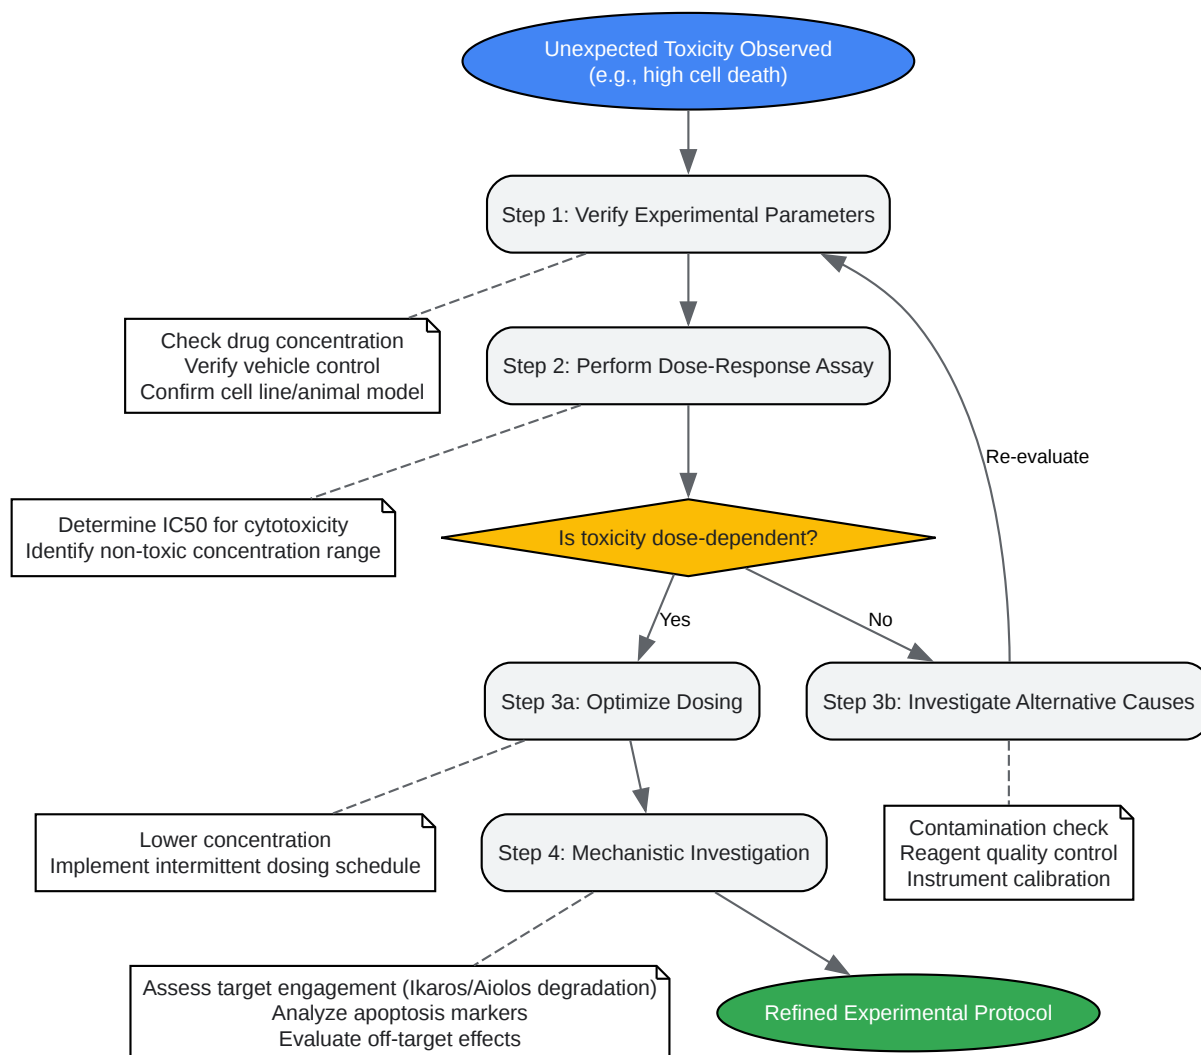 Unexpected Toxicity Observed
(e.g., high cell death)
Step 1: Verify Experimental Parameters
Check drug concentration
Verify vehicle control
Confirm cell line/animal model
Step 2: Perform Dose-Response Assay
Re-evaluate
Determine IC50 for cytotoxicity
Identify non-toxic concentration range
Is toxicity dose-dependent?
Yes
No
Step 3a: Optimize Dosing
Step 3b: Investigate Alternative Causes
Lower concentration
Implement intermittent dosing schedule
Step 4: Mechanistic Investigation
Contamination check
Reagent quality control
Instrument calibration
Assess target engagement (Ikaros/Aiolos degradation)
Analyze apoptosis markers
Evaluate off-target effects
Refined Experimental Protocol